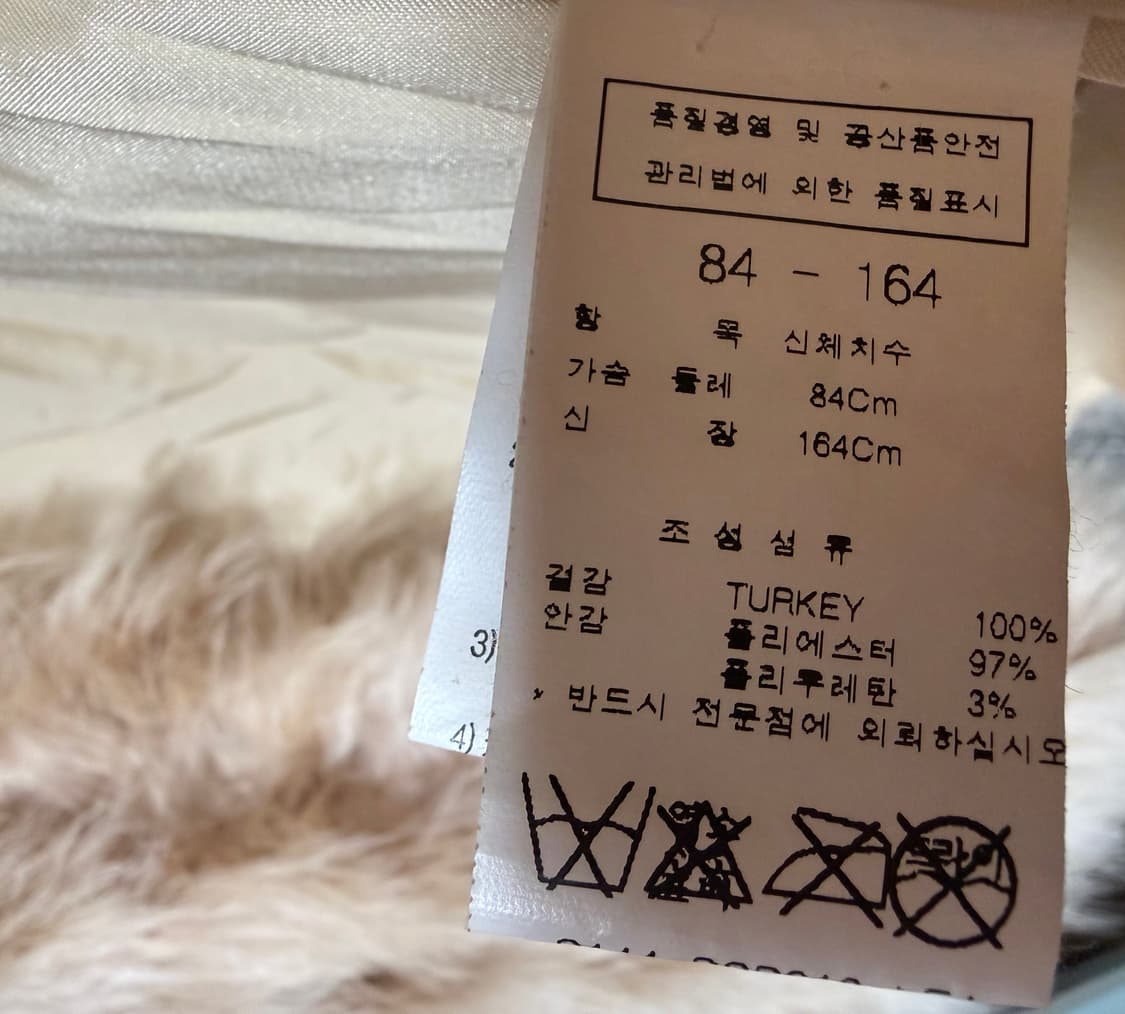 품질경영 및 공산품안전
관리법에 의한 품질표시
84 - 164
항 목 신체치수
가슴 둘레 84Cm
신 장 164Cm
조 성 섬 유
겉감 TURKEY 100%
안감 폴리에스터 97%
폴리우레탄 3%
* 반드시 전문점에 의뢰하십시오
3)
4)
드라이